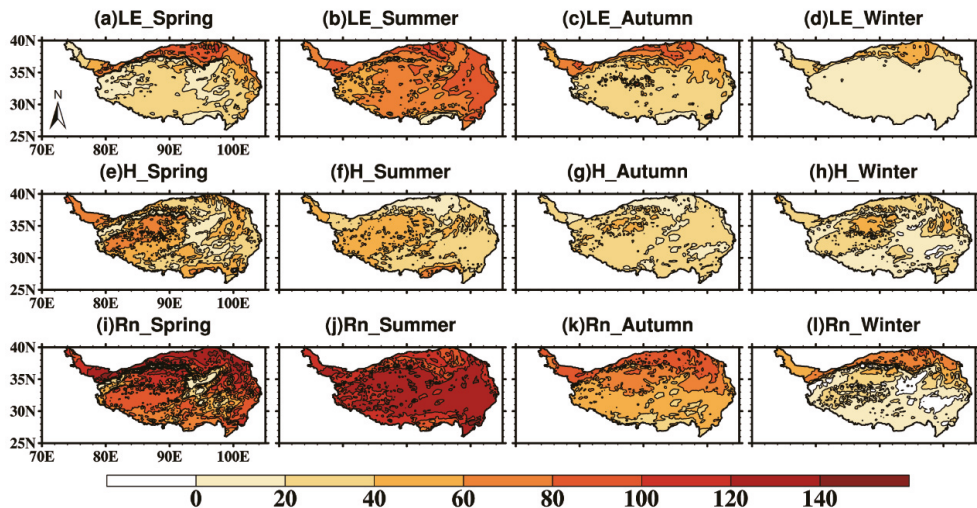 (a)LE_Spring (b)LE_Summer (c)LE_Autumn (d)LE_Winter
40N
35N
30N
N
25N
70E 80E 90E 100E
(e)H_Spring (f)H_Summer (g)H_Autumn (h)H_Winter
40N
35N
30N
25N
70E 80E 90E 100E
(i)Rn_Spring (j)Rn_Summer (k)Rn_Autumn (l)Rn_Winter
40N
35N
30N
25N
70E 80E 90E 100E
0 20 40 60 80 100 120 140